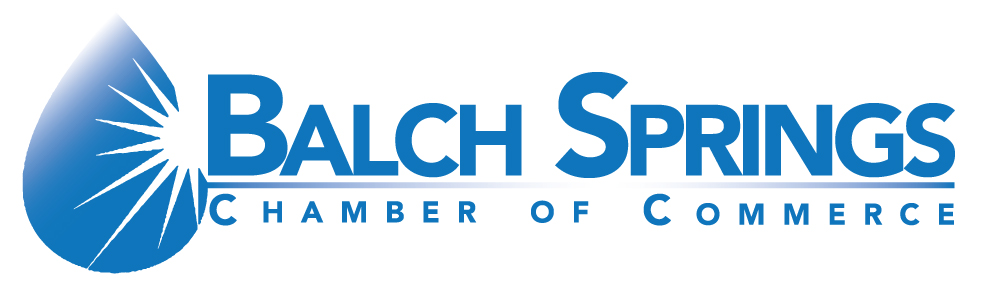 BALCH SPRINGS
CHAMBER OF COMMERCE